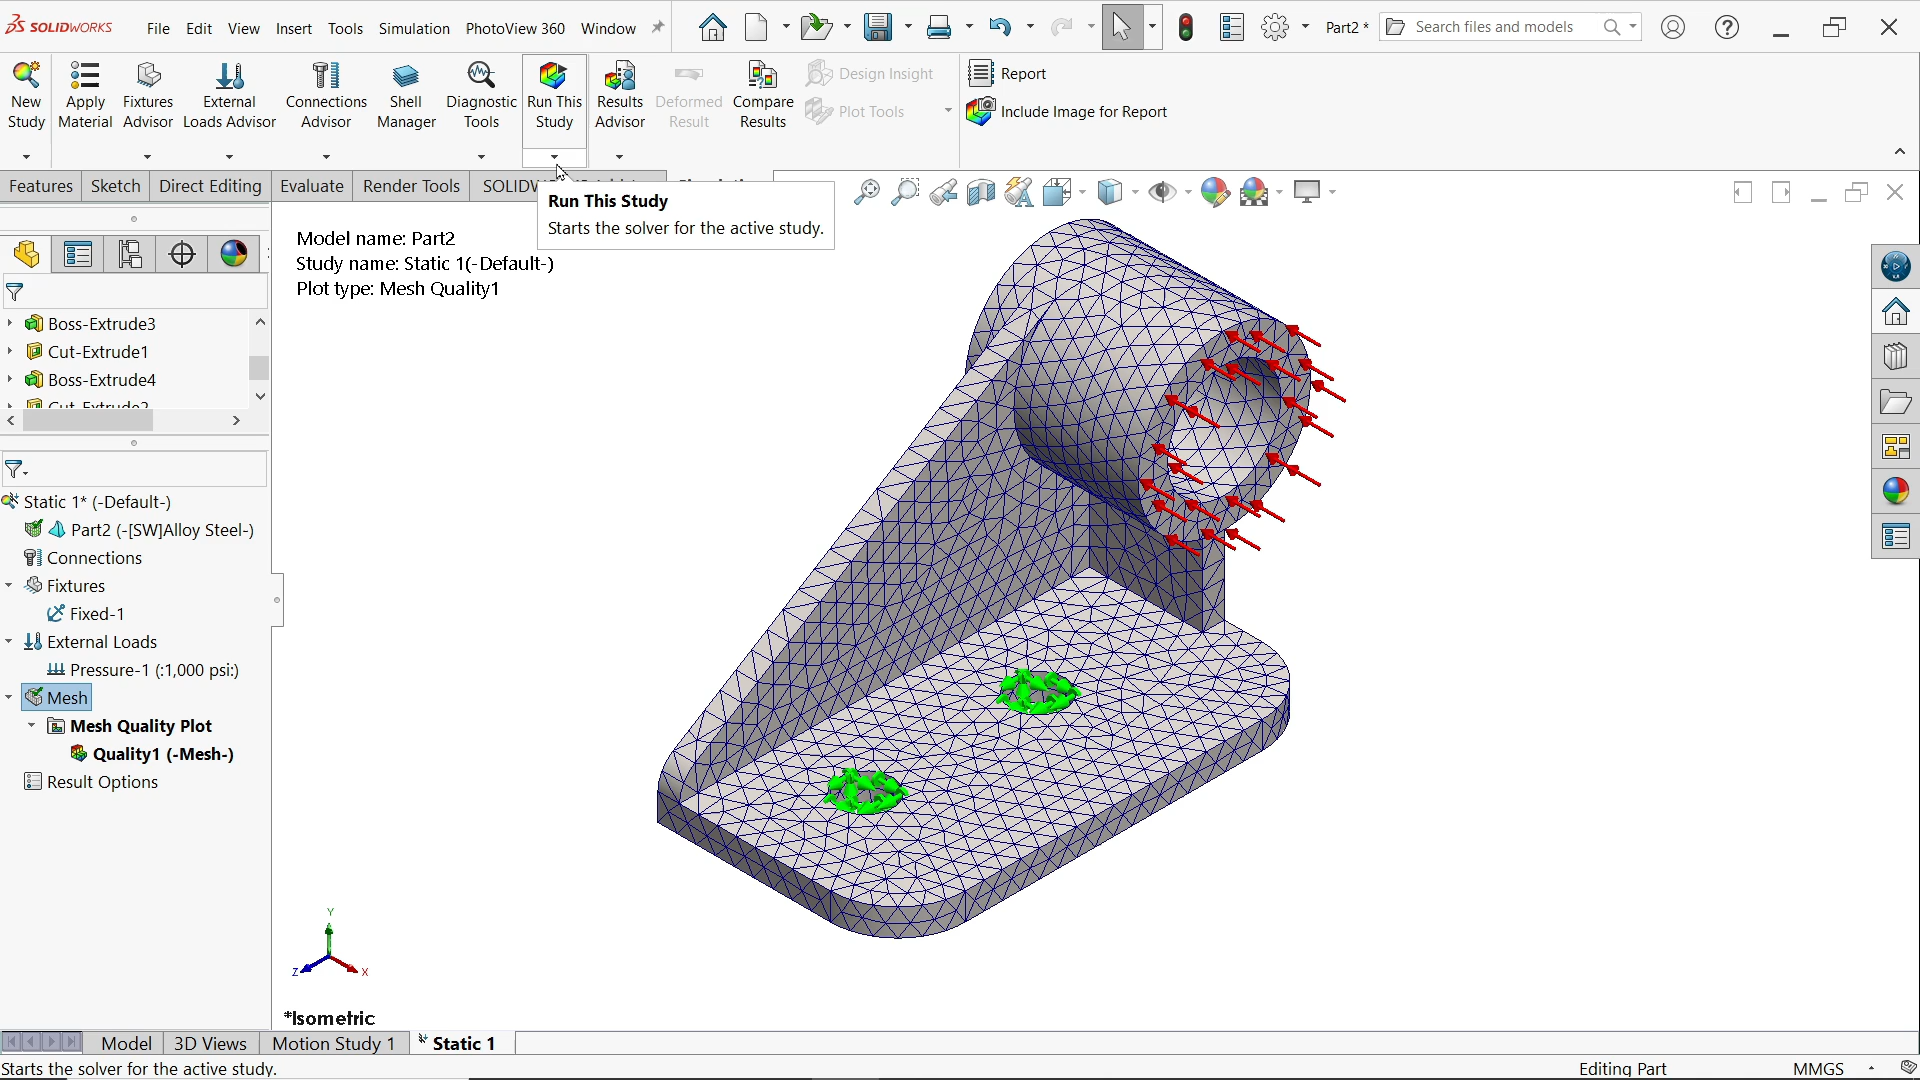 SOLIDWORKS File Edit View Insert Tools Simulation PhotoView 360 Window Part2 * Search files and models
New Study
Apply Material
Fixtures Advisor
External Loads Advisor
Connections Advisor
Shell Manager
Diagnostic Tools
Run This Study
Results Advisor
Deformed Result
Compare Results
Design Insight
Plot Tools
Report
Include Image for Report
Features Sketch Direct Editing Evaluate Render Tools
Run This Study
Starts the solver for the active study.
Model name: Part2
Study name: Static 1(-Default-)
Plot type: Mesh Quality1
Boss-Extrude3
Cut-Extrude1
Boss-Extrude4
Cut-Extrude2
Static 1* (-Default-)
Part2 (-[SW]Alloy Steel-)
Connections
Fixtures
Fixed-1
External Loads
Pressure-1 (:1,000 psi:)
Mesh
Mesh Quality Plot
Quality1 (-Mesh-)
Result Options
Y
Z X
*Isometric
Model 3D Views Motion Study 1 Static 1
Starts the solver for the active study. Editing Part MMGS